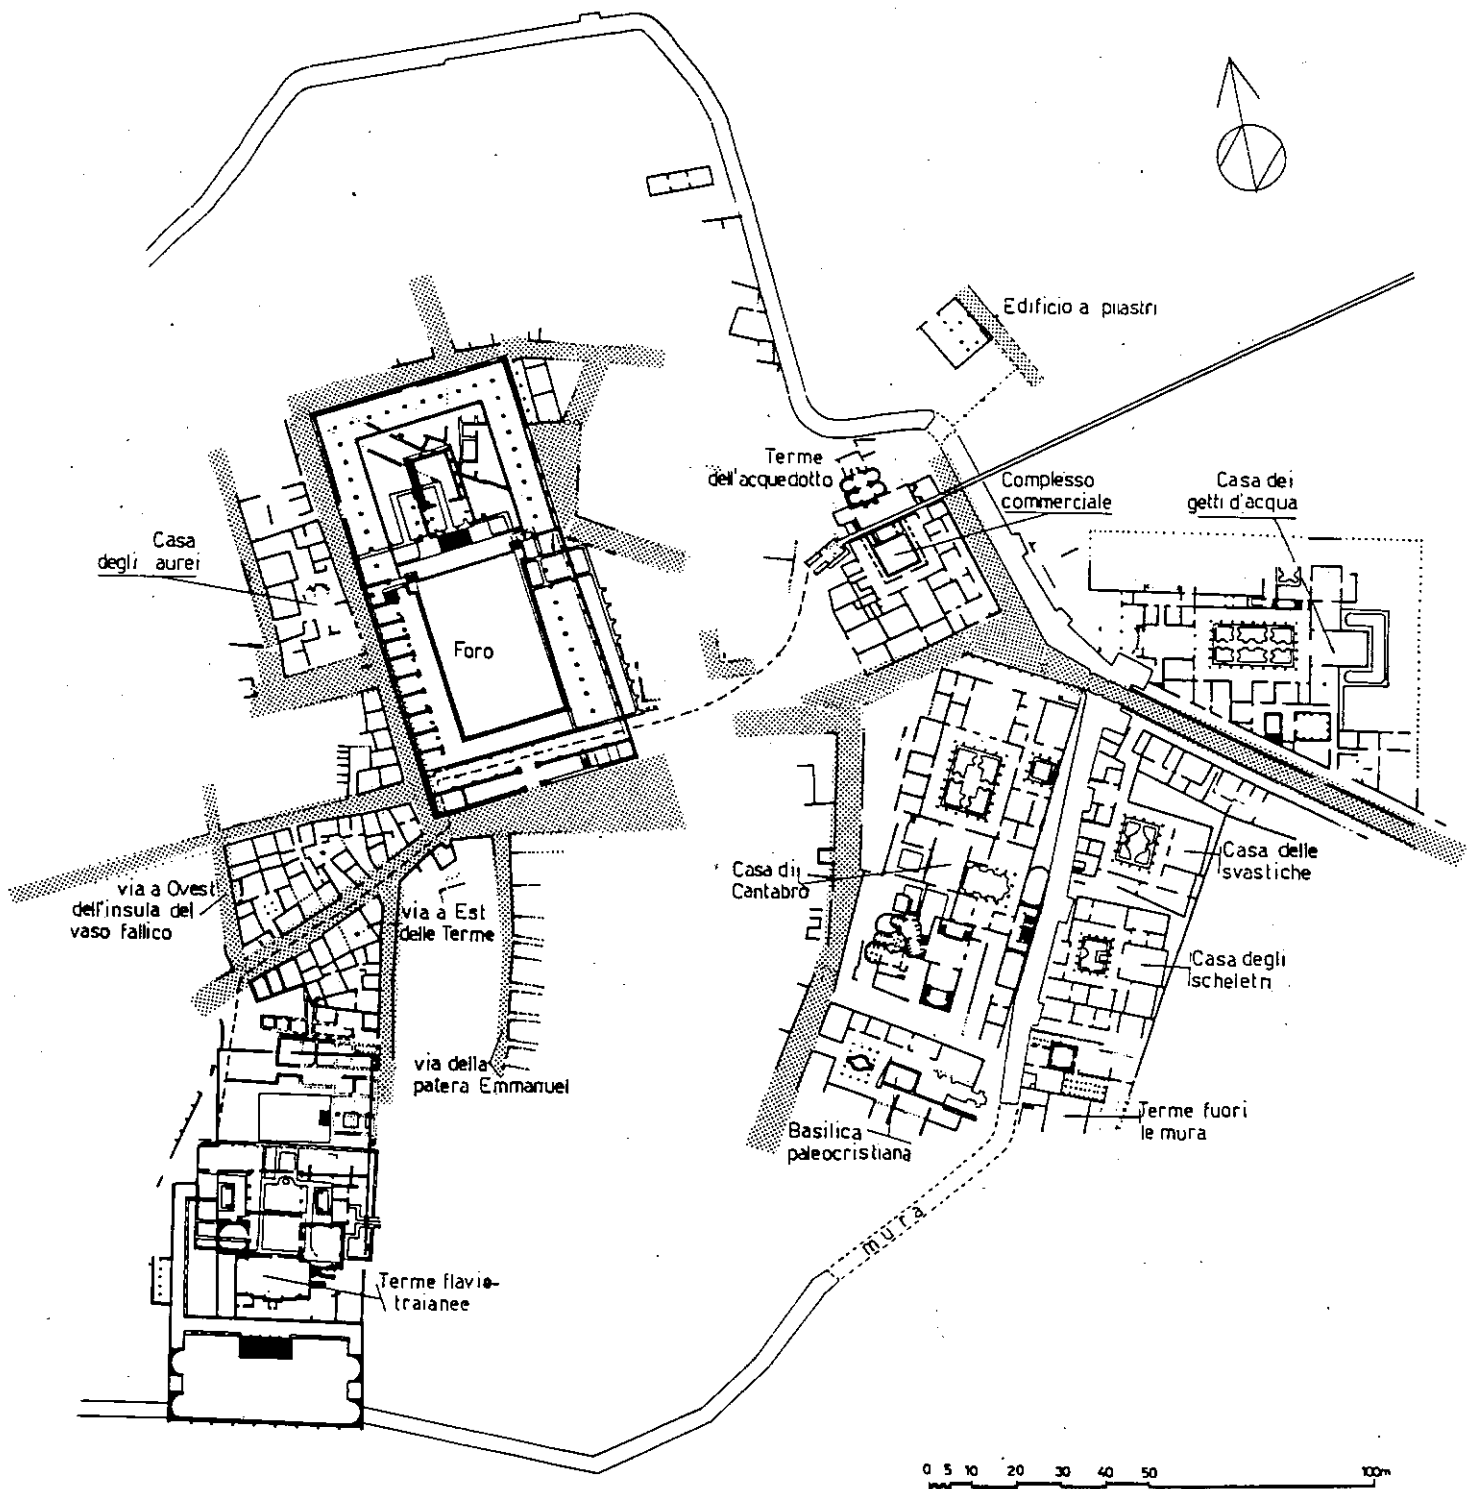 Edificio a pilastri
Terme
dell'acquedotto
Complesso
commerciale
Casa dei
getti d'acqua
Casa
degli aurei
Foro
Casa di
Cantabro
Casa delle
svastiche
via a Ovest
dell'insula del
vaso fallico
via a Est
delle Terme
Casa degli
scheletri
via della
patera Emmanuel
Basilica
paleocristiana
Terme fuori
le mura
mura
Terme flavio-
traianee
0 5 10 20 30 40 50 100m